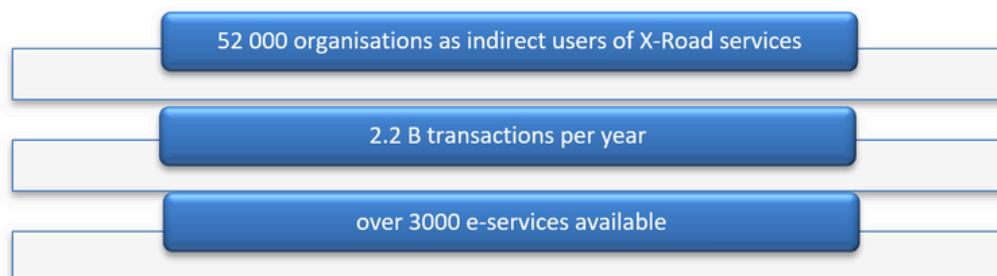 52 000 organisations as indirect users of X-Road services
2.2 B transactions per year
over 3000 e-services available